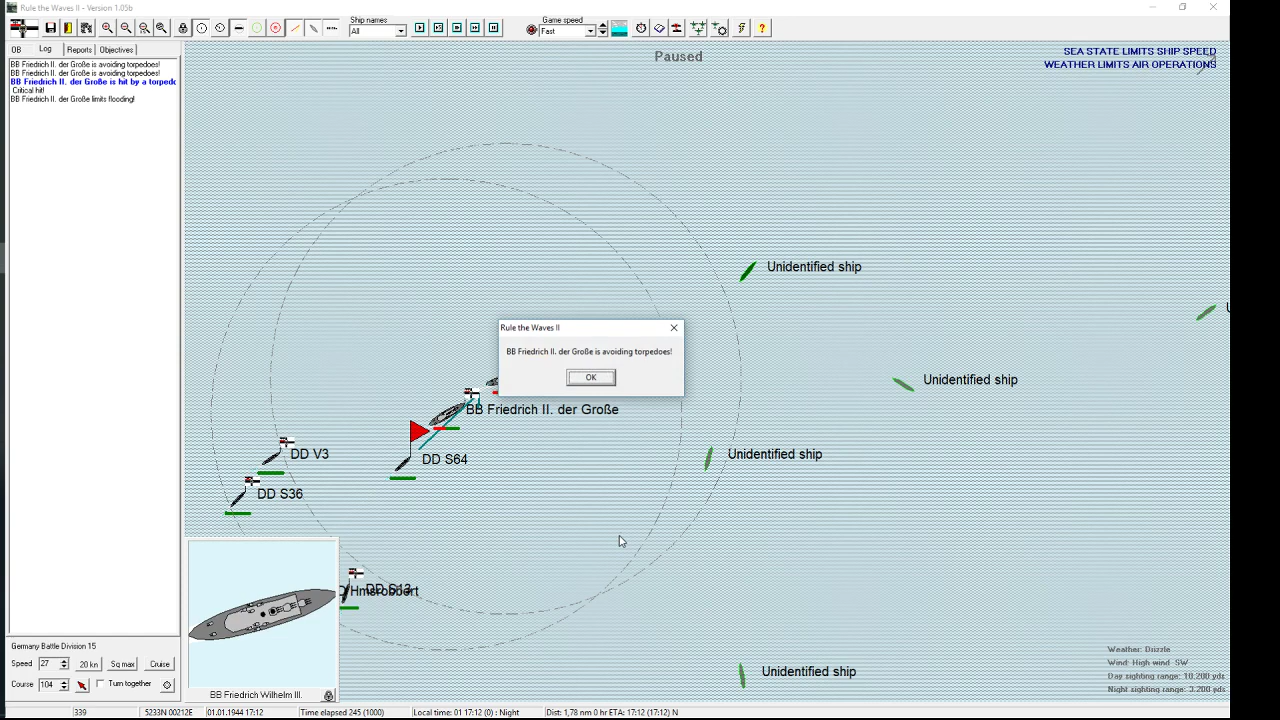 Rule the Waves II - Version 1.05b
Ship names
All
Game speed
Fast
OB
Log
Reports
Objectives
BB Friedrich II. der Große is avoiding torpedoes!
BB Friedrich II. der Große is avoiding torpedoes!
BB Friedrich II. der Große is hit by a torpedo
Critical hit!
BB Friedrich II. der Große limits flooding!
Paused
SEA STATE LIMITS SHIP SPEED
WEATHER LIMITS AIR OPERATIONS
Unidentified ship
Rule the Waves II
BB Friedrich II. der Große is avoiding torpedoes!
OK
Unidentified ship
BB Friedrich II. der Große
DD V3
DD S64
Unidentified ship
DD S36
DD S13
Unidentified ship
Germany Battle Division 15
Speed 27 20 kn Sq max Cruise
Course 104 Turn together
BB Friedrich Wilhelm III.
Weather: Drizzle
Wind: High wind SW
Day sighting range: 10.200 yds
Night sighting range: 3.200 yds
339
5233N 00212E
01.01.1944 17:12
Time elapsed 245 (1000)
Local time: 01 17:12 (0) : Night
Dist: 1,78 nm 0 hr ETA: 17:12 (17:12) N